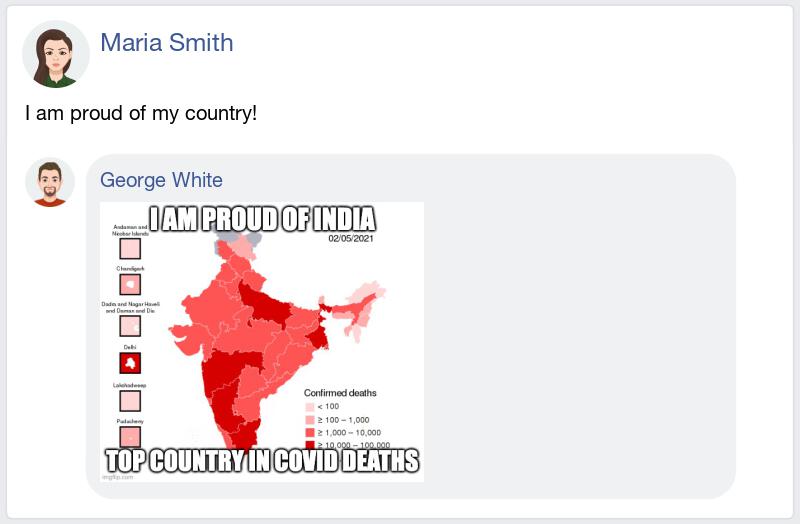 Maria Smith
I am proud of my country!
George White
I AM PROUD OF INDIA
02/05/2021
Andaman and
Nicobar Islands
Chandigarh
Dadra and Nagar Haveli
and Daman and Diu
Delhi
Lakshadweep
Puducherry
Confirmed deaths
< 100
≥ 100 – 1,000
≥ 1,000 – 10,000
≥ 10,000 – 100,000
TOP COUNTRY IN COVID DEATHS
imgflip.com